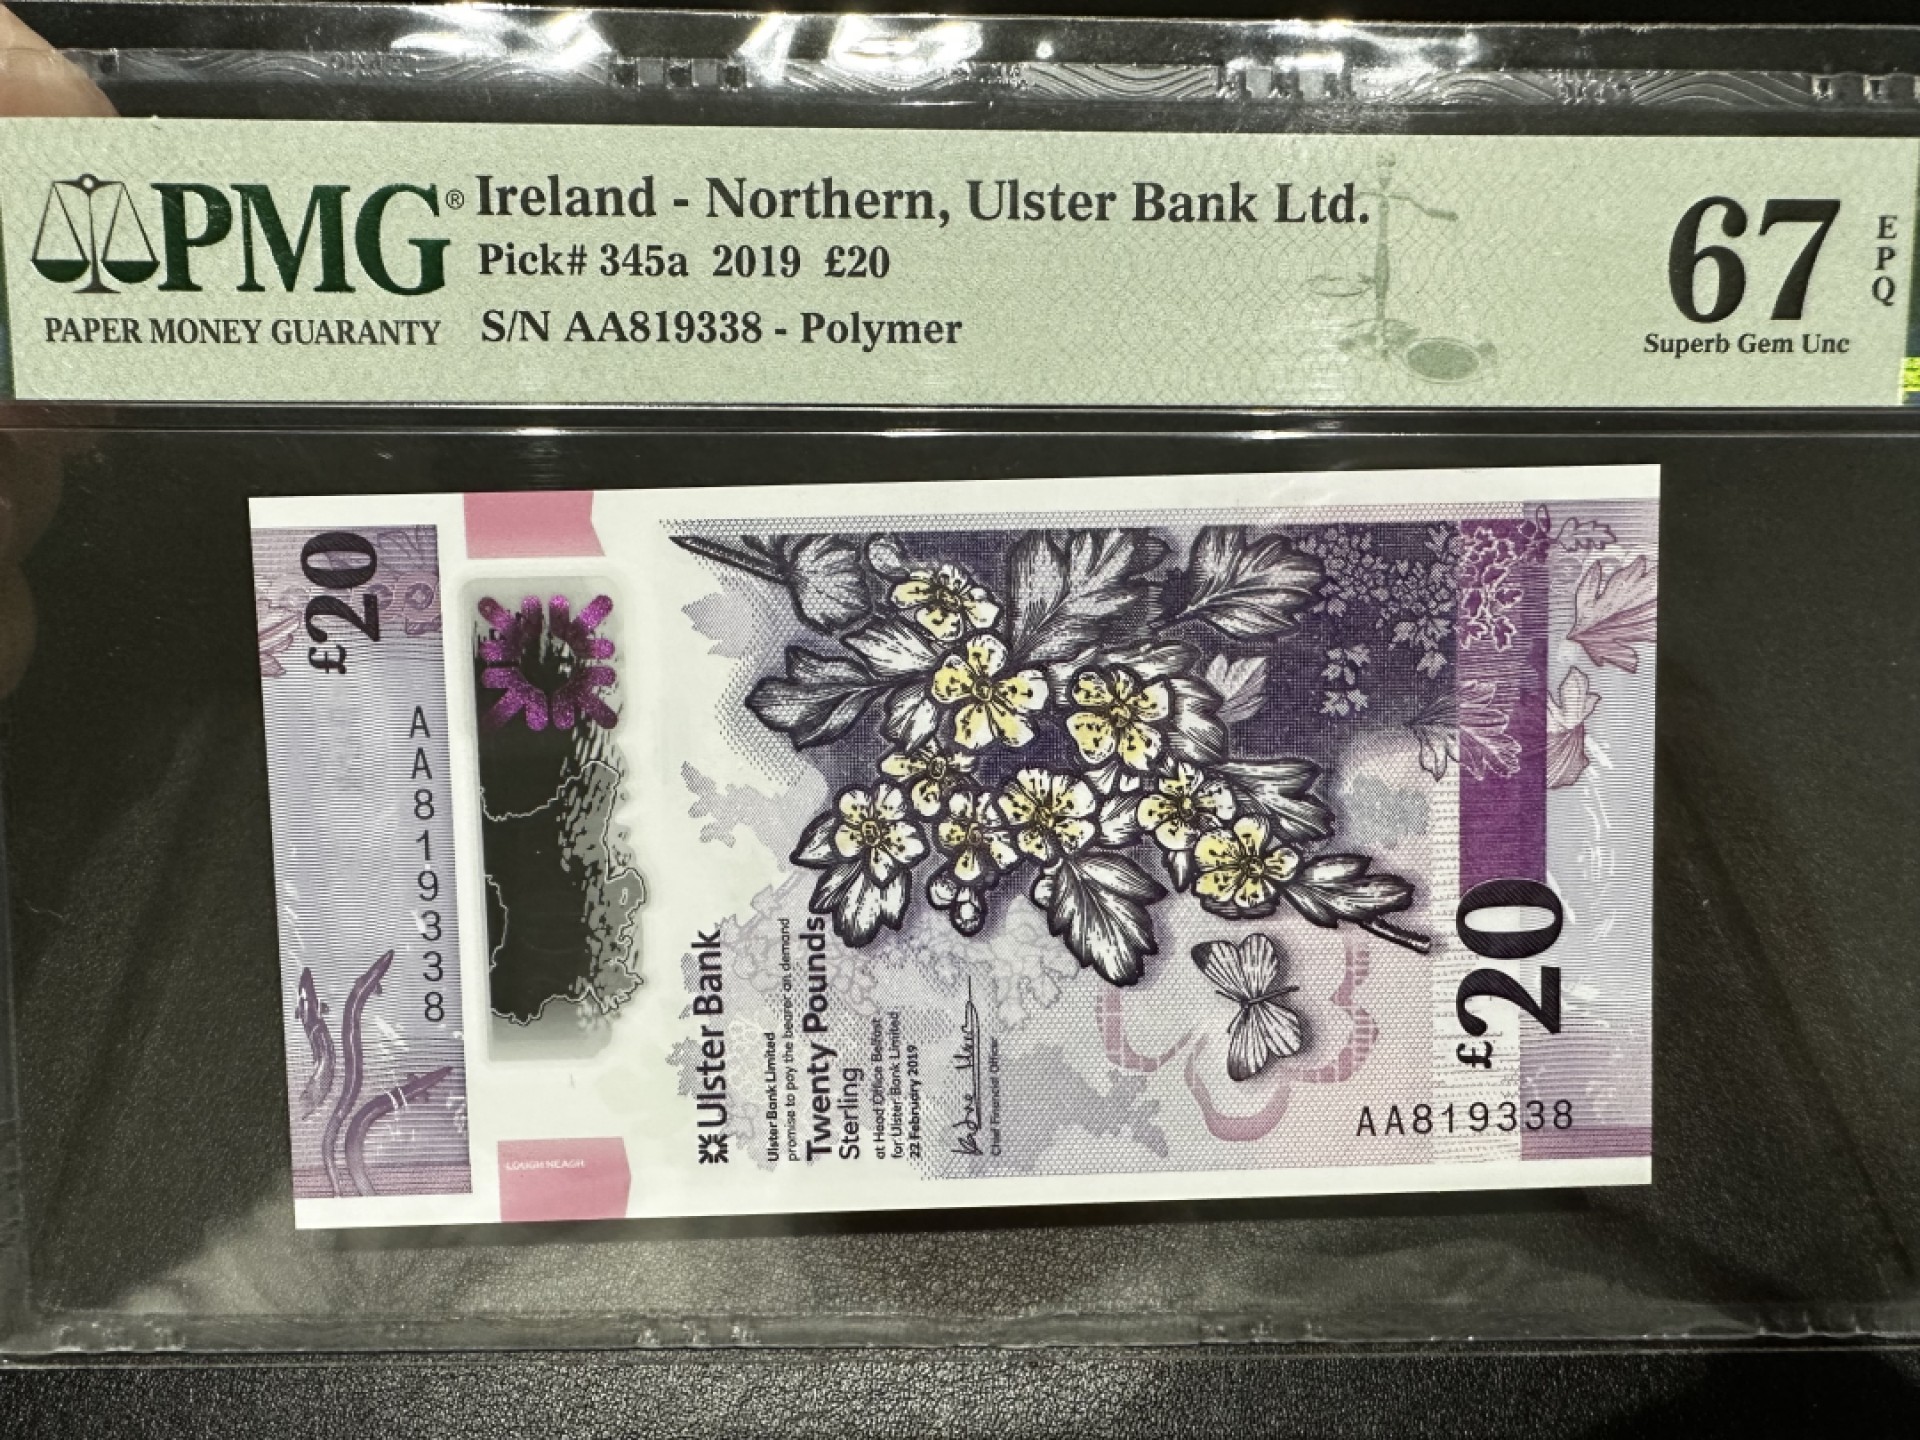 PMG®
PAPER MONEY GUARANTY
Ireland - Northern, Ulster Bank Ltd.
Pick# 345a 2019 £20
S/N AA819338 - Polymer
67
EPQ
Superb Gem Unc
£20
AA819338
LOUGH NEAGH
Ulster Bank
Ulster Bank Limited
promise to pay the bearer on demand
Twenty Pounds
Sterling
at Head Office Belfast
for Ulster Bank Limited
22 February 2019
Chief Financial Officer
£20
AA819338